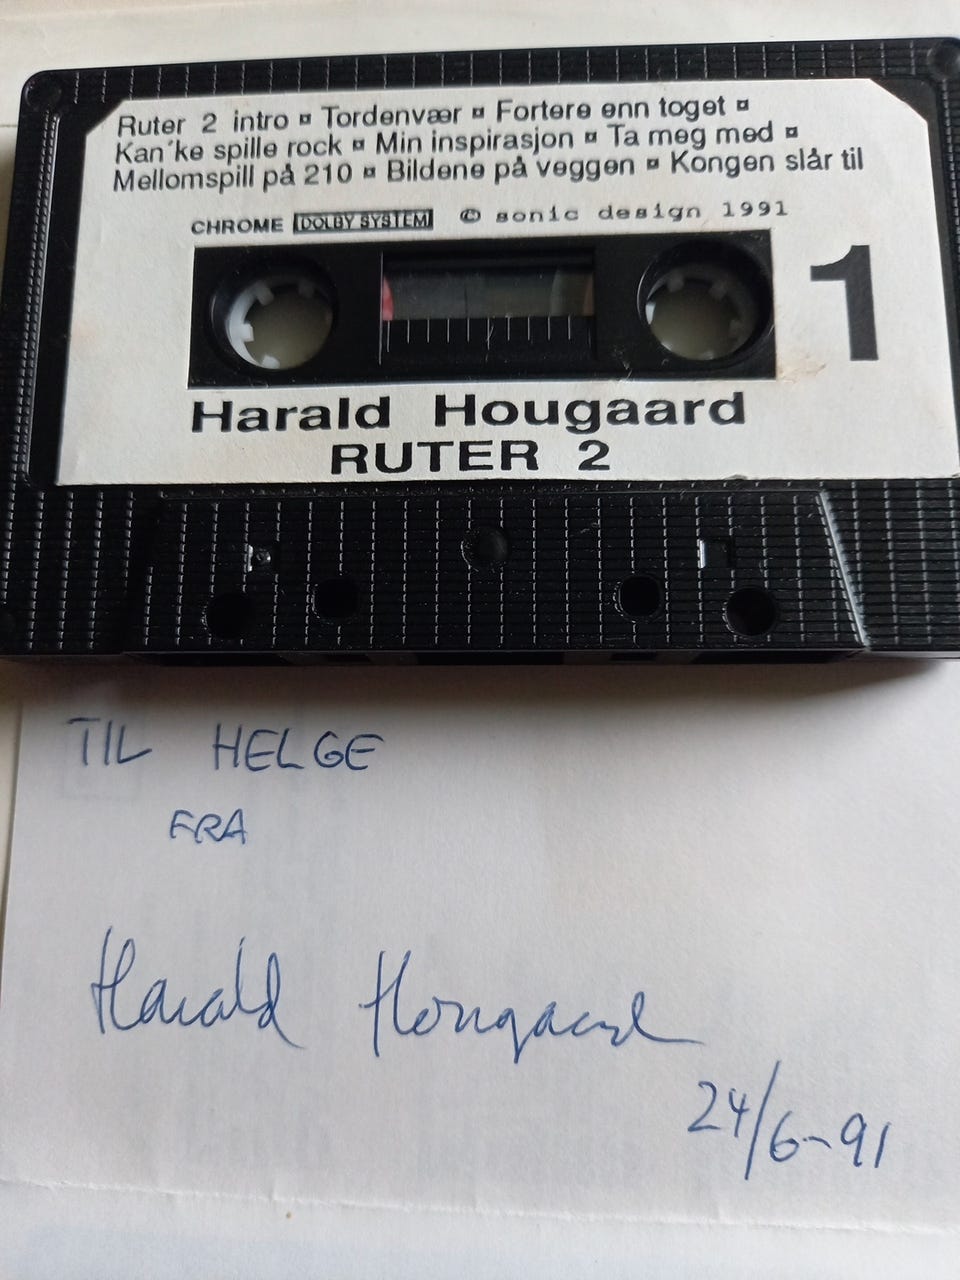 Ruter 2 intro ¤ Tordenvær ¤ Fortere enn toget ¤
Kan´ke spille rock ¤ Min inspirasjon ¤ Ta meg med ¤
Mellomspill på 210 ¤ Bildene på veggen ¤ Kongen slår til
CHROME DOLBY SYSTEM © sonic design 1991
1
Harald Hougaard
RUTER 2
TIL HELGE
FRA
Harald Hougaard
24/6-91